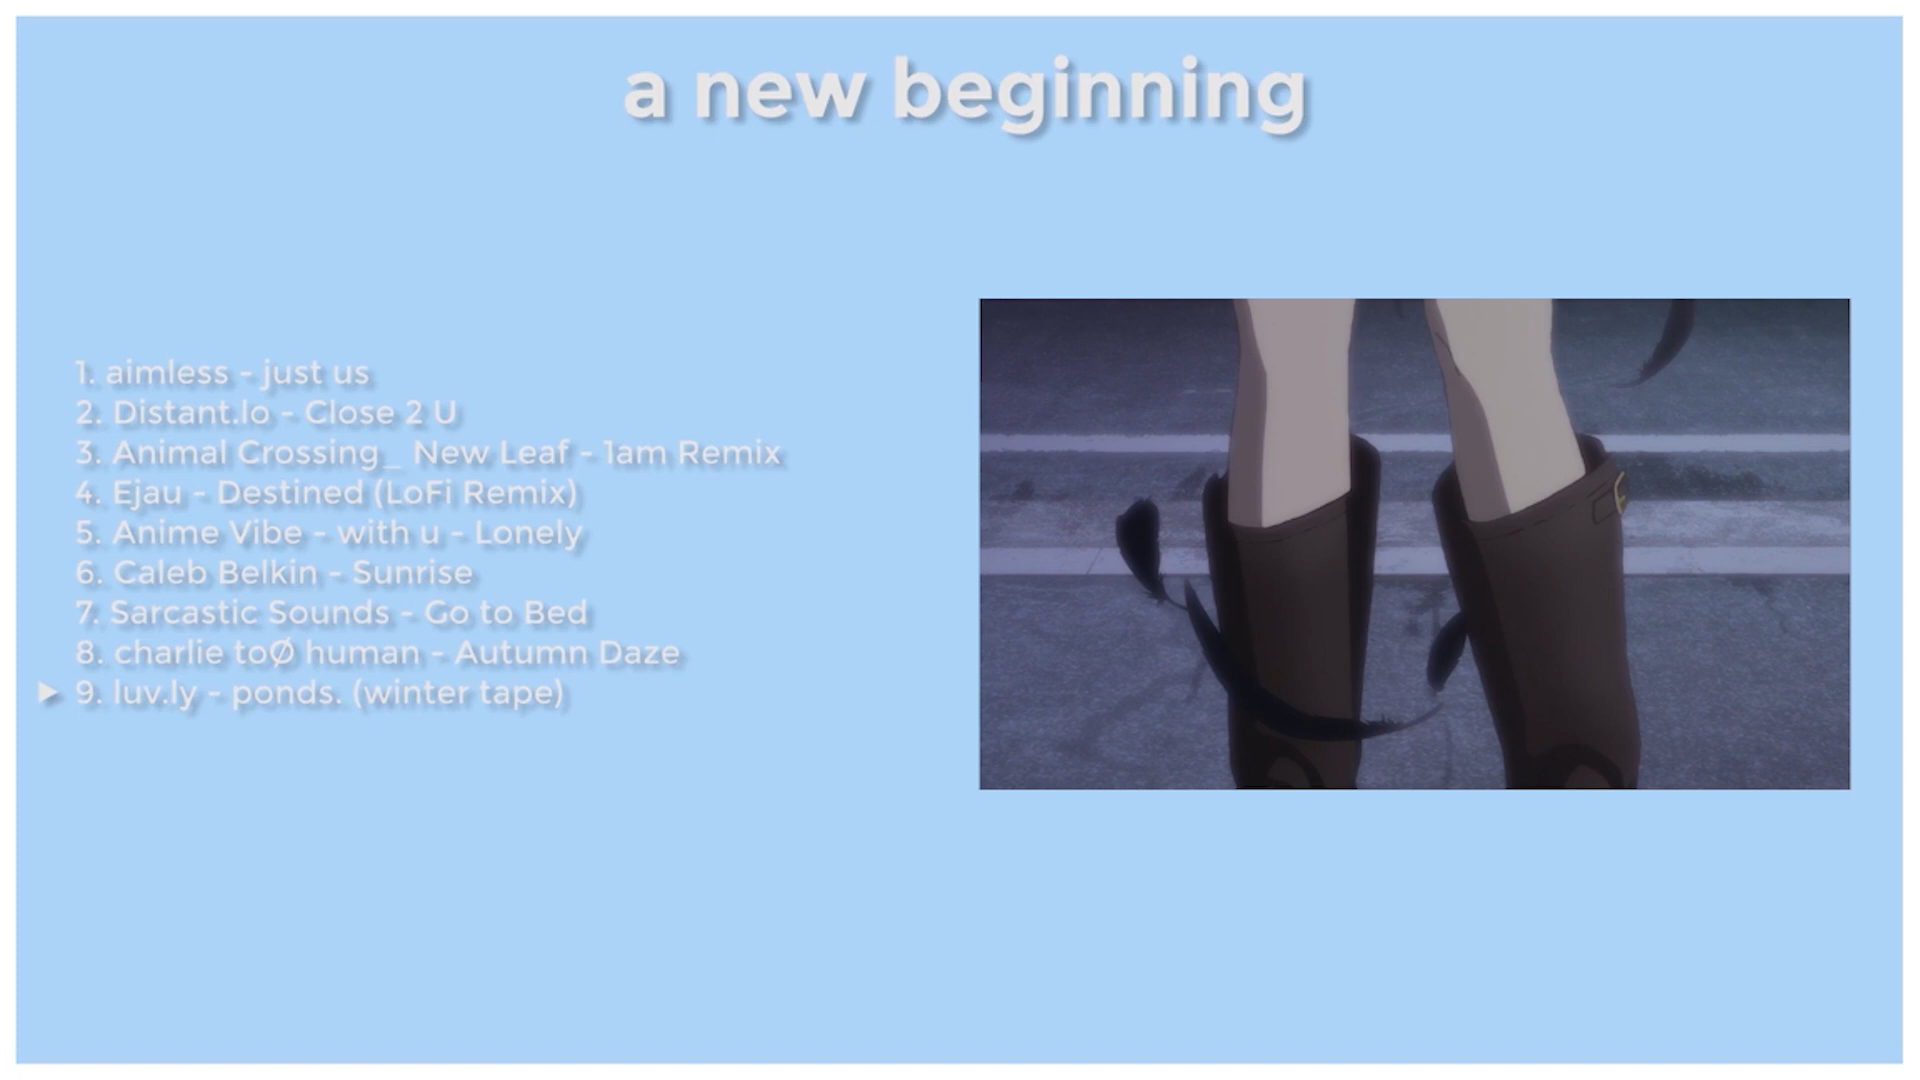 a new beginning
1. aimless - just us
2. Distant.lo - Close 2 U
3. Animal Crossing_ New Leaf - 1am Remix
4. Ejau - Destined (LoFi Remix)
5. Anime Vibe - with u - Lonely
6. Caleb Belkin - Sunrise
7. Sarcastic Sounds - Go to Bed
8. charlie toØ human - Autumn Daze
9. luv.ly - ponds. (winter tape)